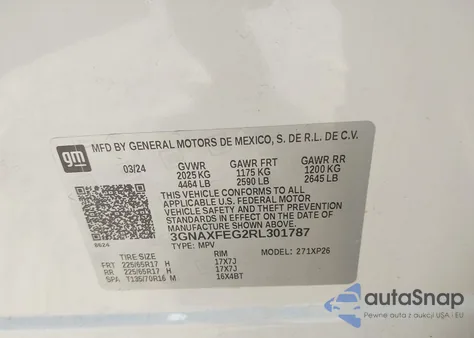 gm
MFD BY GENERAL MOTORS DE MEXICO, S. DE R.L. DE C.V.
03/24 GVWR GAWR FRT GAWR RR
2025 KG 1175 KG 1200 KG
4464 LB 2590 LB 2645 LB
THIS VEHICLE CONFORMS TO ALL
APPLICABLE U.S. FEDERAL MOTOR
VEHICLE SAFETY STANDARDS IN
EFFECT ON THE DATE OF
MANUFACTURE SHOWN ABOVE.
3GNAXFEG2RL301787
8624 TYPE: MPV MODEL: 271XP26
TIRE SIZE RIM
FRT 225/65R17 H 17X7J
RR 225/65R17 H 17X7J
SPA T135/70R16 M 16X4BT
autoSnap
Pewne auta z aukcji USA i EU